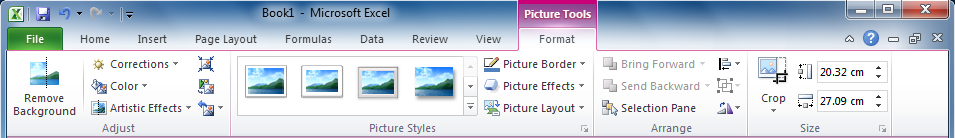 Book1 - Microsoft Excel
Picture Tools
File Home Insert Page Layout Formulas Data Review View Format
Remove Background
Corrections
Color
Artistic Effects
Adjust
Picture Styles
Picture Border
Picture Effects
Picture Layout
Bring Forward
Send Backward
Selection Pane
Arrange
Crop
20.32 cm
27.09 cm
Size